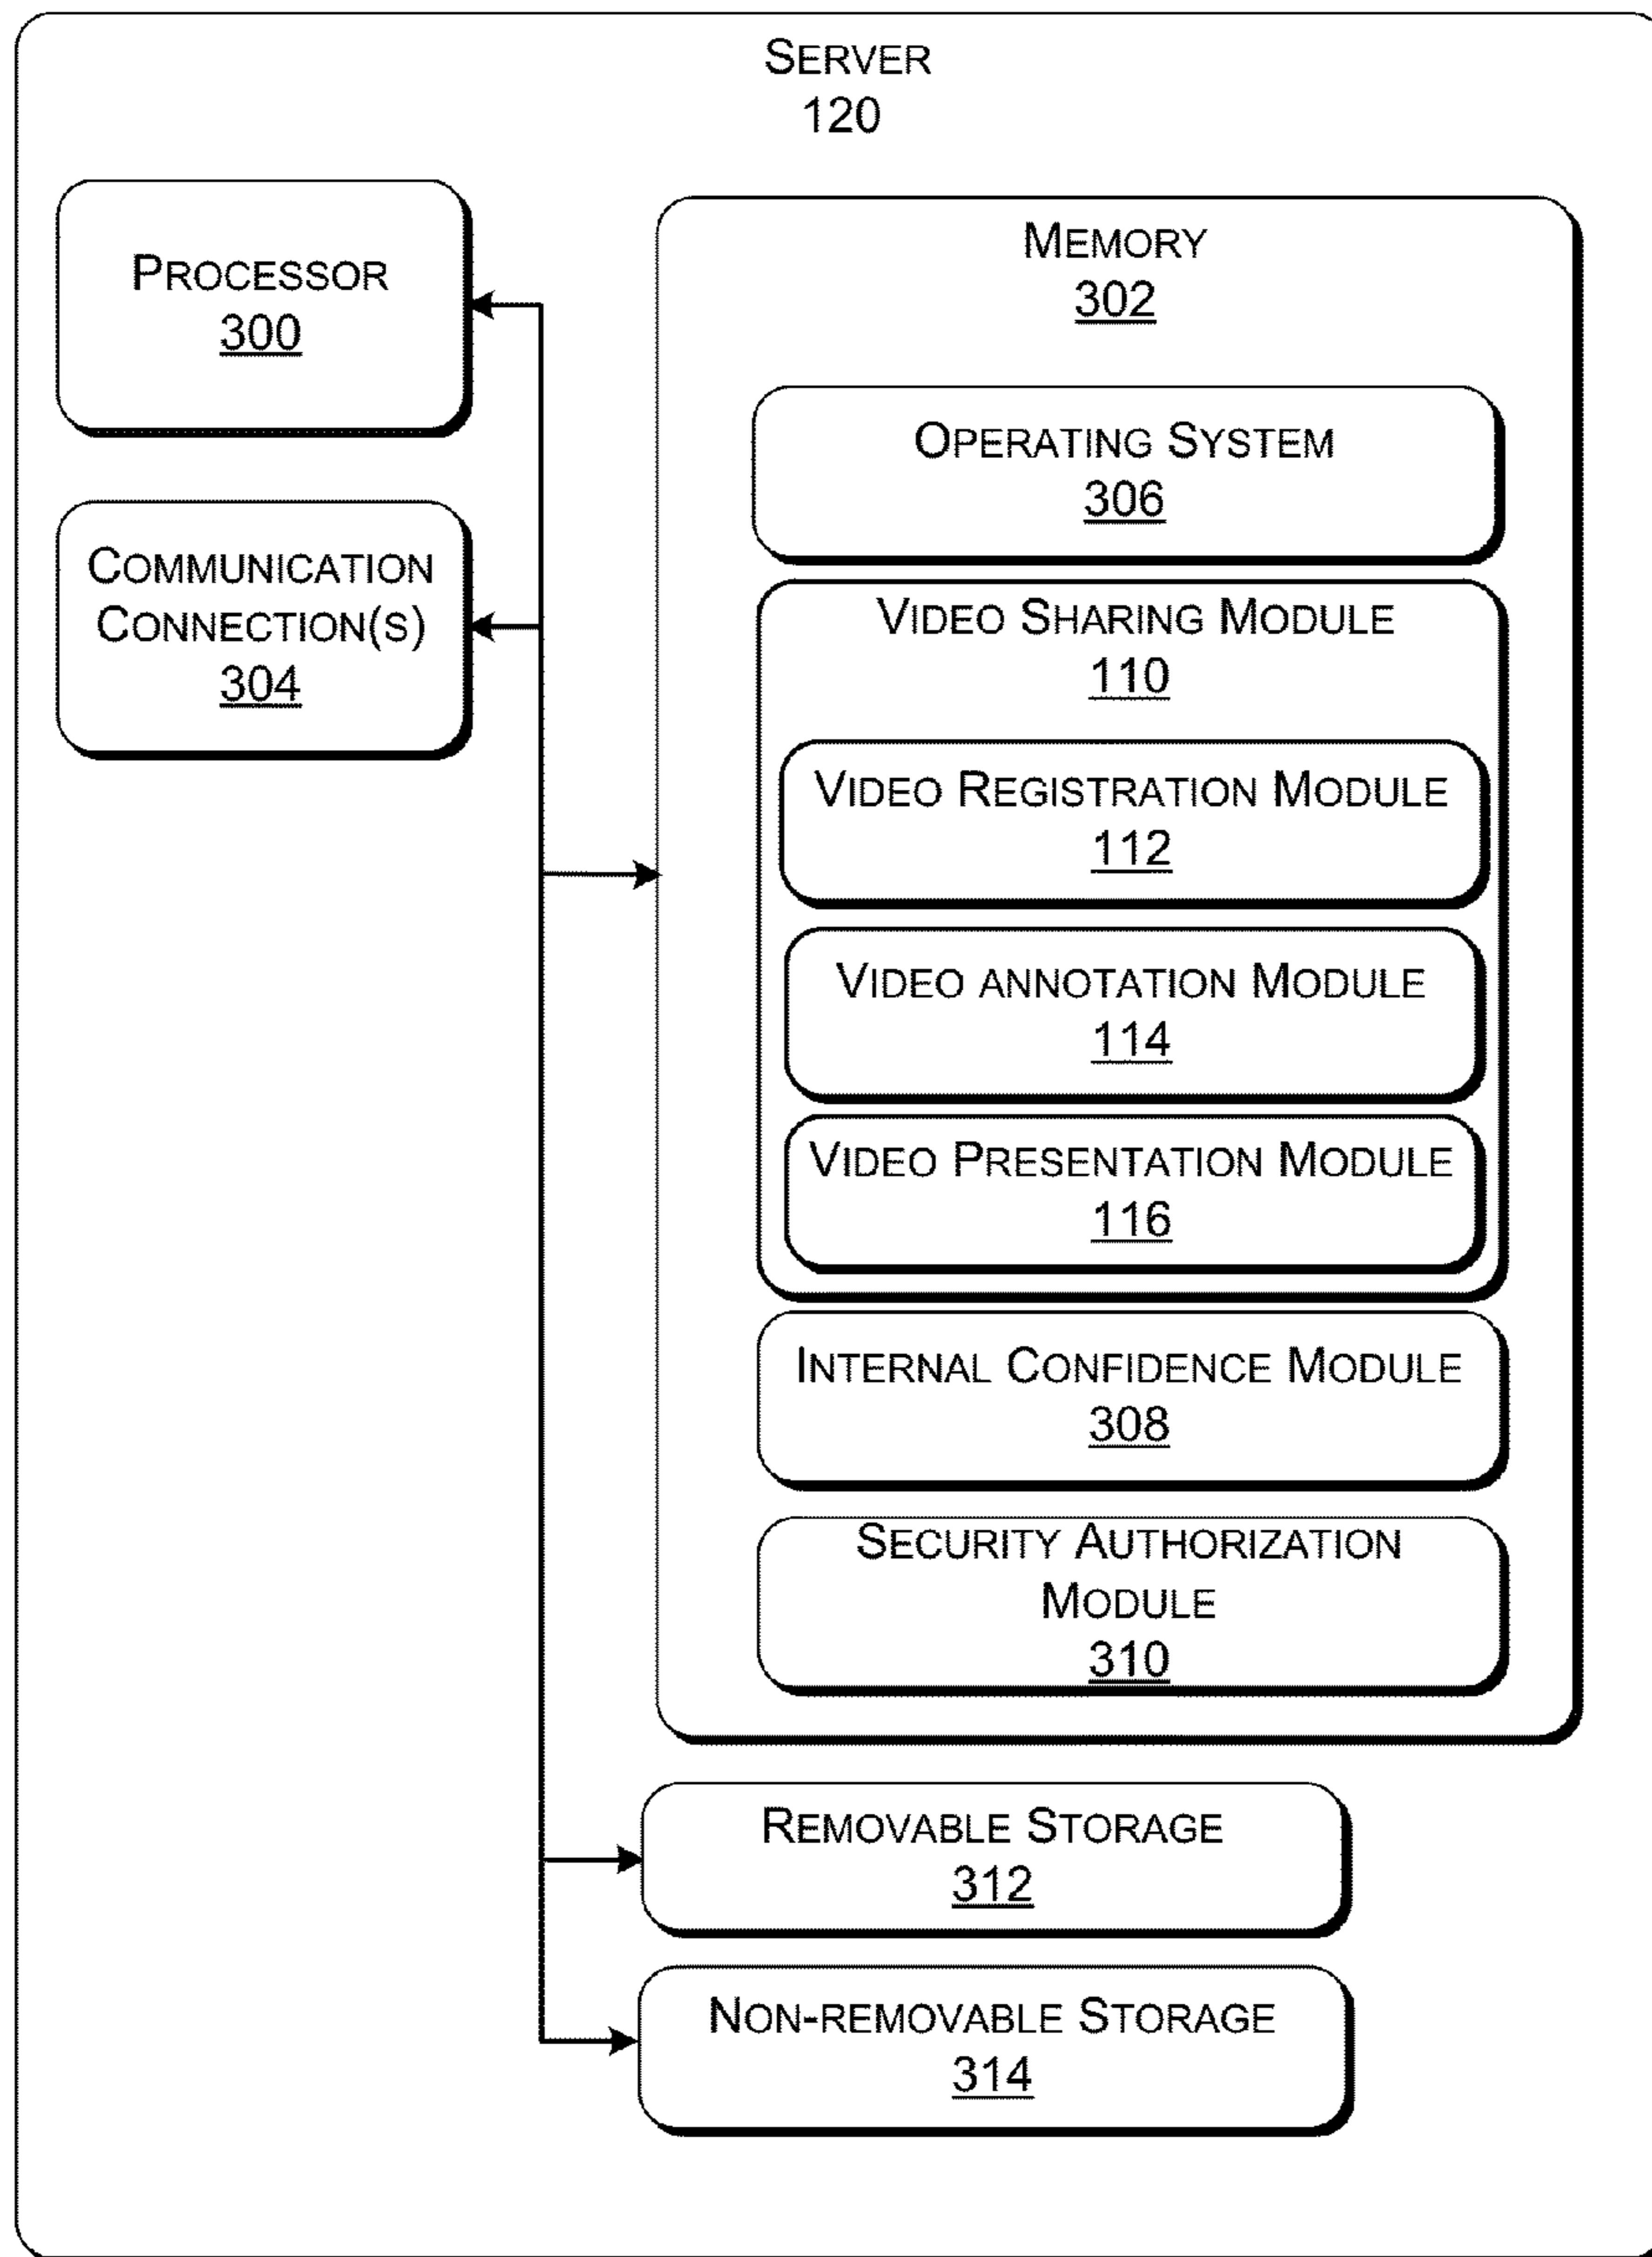 SERVER
120
PROCESSOR
300
COMMUNICATION
CONNECTION(S)
304
MEMORY
302
OPERATING SYSTEM
306
VIDEO SHARING MODULE
110
VIDEO REGISTRATION MODULE
112
VIDEO ANNOTATION MODULE
114
VIDEO PRESENTATION MODULE
116
INTERNAL CONFIDENCE MODULE
308
SECURITY AUTHORIZATION
MODULE
310
REMOVABLE STORAGE
312
NON-REMOVABLE STORAGE
314